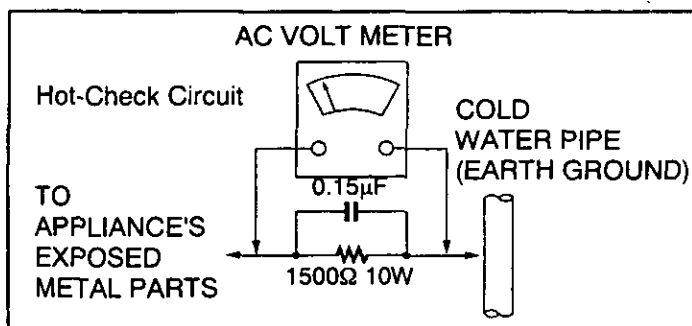 AC VOLT METER
Hot-Check Circuit
COLD
WATER PIPE
(EARTH GROUND)
0.15µF
TO
APPLIANCE'S
EXPOSED
METAL PARTS
1500Ω 10W